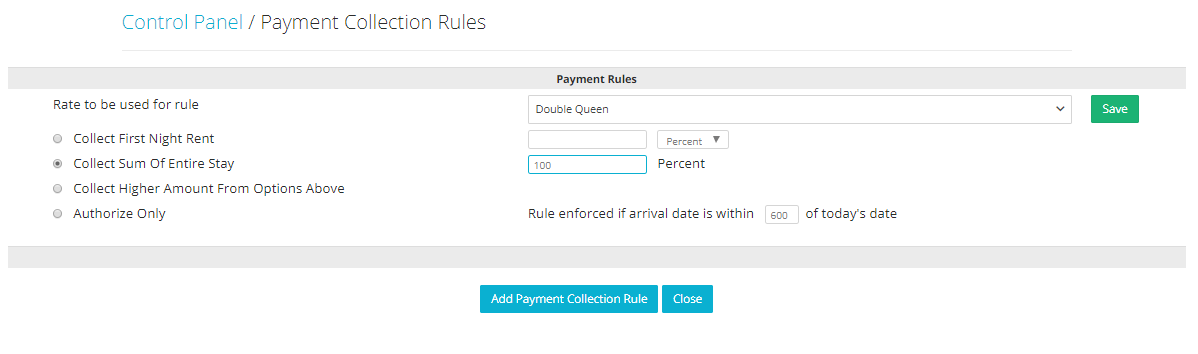 Control Panel / Payment Collection Rules
Payment Rules
Rate to be used for rule
Double Queen
Save
Collect First Night Rent
Percent
Collect Sum Of Entire Stay
100
Percent
Collect Higher Amount From Options Above
Authorize Only
Rule enforced if arrival date is within 600 of today's date
Add Payment Collection Rule
Close